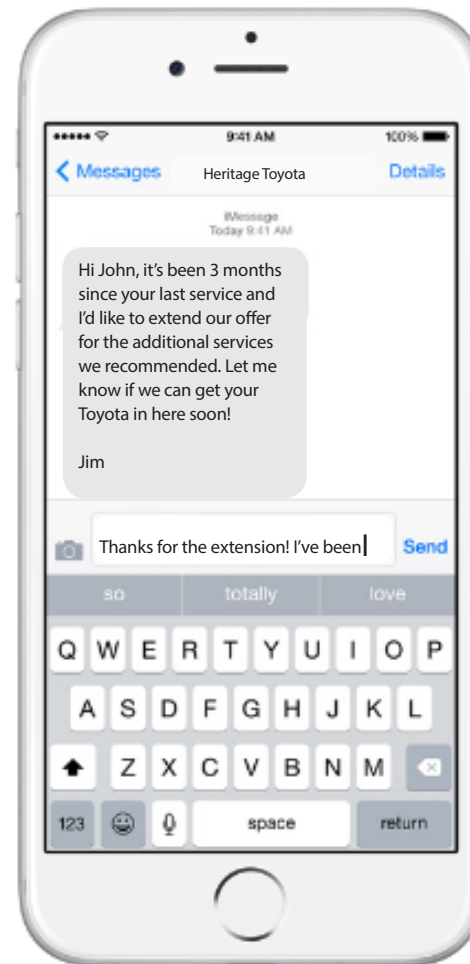 9:41 AM
100%
Messages
Heritage Toyota
Details
iMessage
Today 9:41 AM
Hi John, it's been 3 months
since your last service and
I'd like to extend our offer
for the additional services
we recommended. Let me
know if we can get your
Toyota in here soon!
Jim
Thanks for the extension! I've been
Send
so
totally
love
Q W E R T Y U I O P
A S D F G H J K L
Z X C V B N M
123
space
return